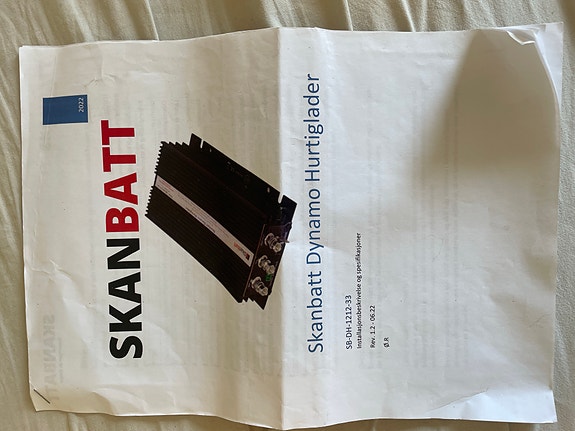 2022
SKANBATT
Skanbatt Dynamo Hurtiglader
SB-DH-1212-33
Installasjonsbeskrivelse og spesifikasjoner
Rev. 1.2 - 06.22
Ø.R